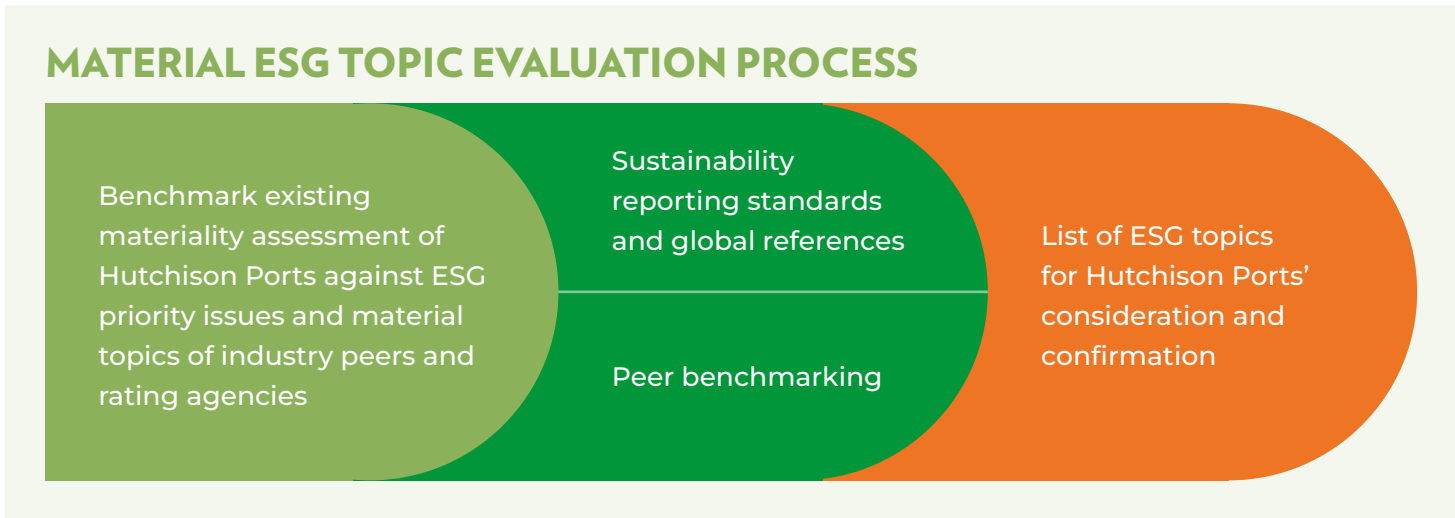 MATERIAL ESG TOPIC EVALUATION PROCESS
Benchmark existing
materiality assessment of
Hutchison Ports against ESG
priority issues and material
topics of industry peers and
rating agencies
Sustainability
reporting standards
and global references
Peer benchmarking
List of ESG topics
for Hutchison Ports’
consideration and
confirmation